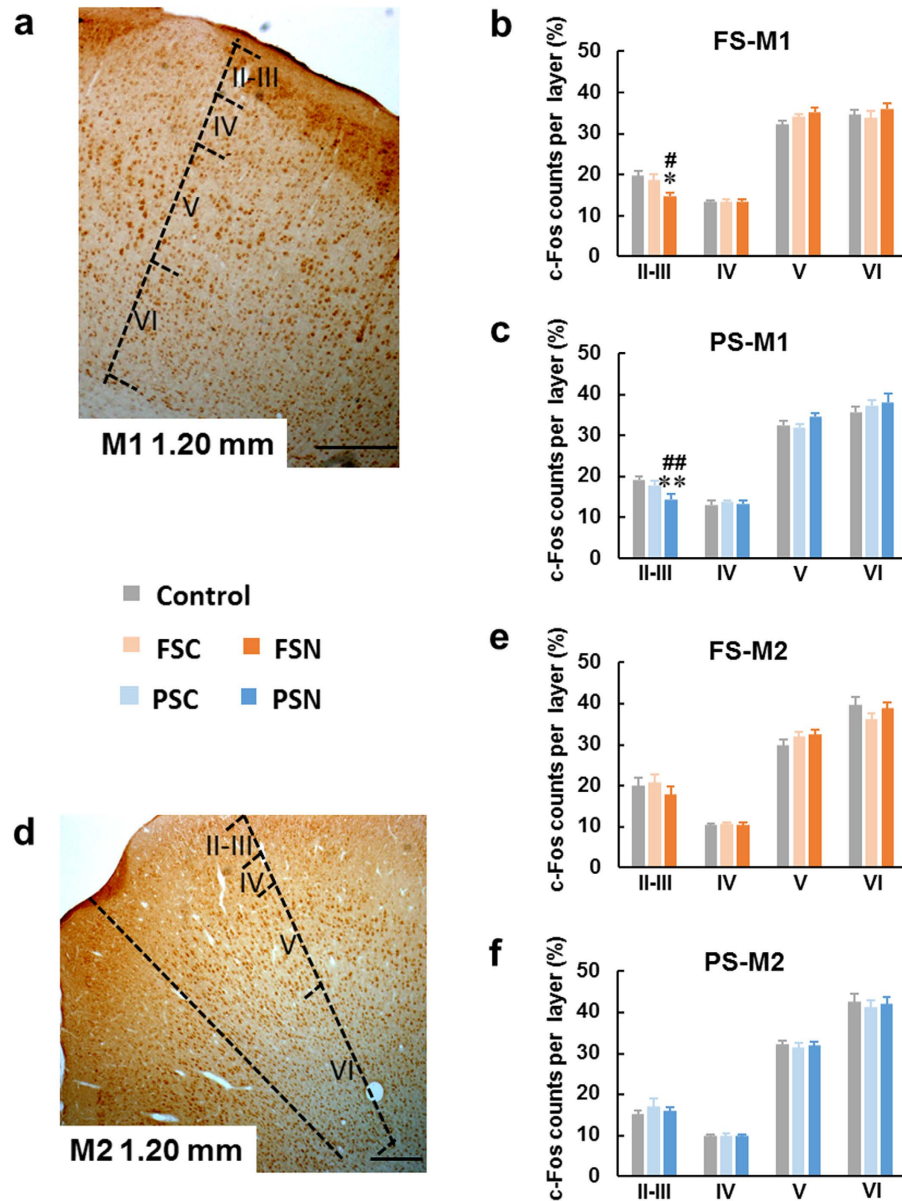 a
II-III
IV
V
VI
M1 1.20 mm
Control
FSC FSN
PSC PSN
d
II-III
IV
V
VI
M2 1.20 mm
b
FS-M1
c-Fos counts per layer (%)
50
40
30
20
10
0
#
*
II-III IV V VI
c
PS-M1
c-Fos counts per layer (%)
50
40
30
20
10
0
##
**
II-III IV V VI
e
FS-M2
c-Fos counts per layer (%)
50
40
30
20
10
0
II-III IV V VI
f
PS-M2
c-Fos counts per layer (%)
50
40
30
20
10
0
II-III IV V VI